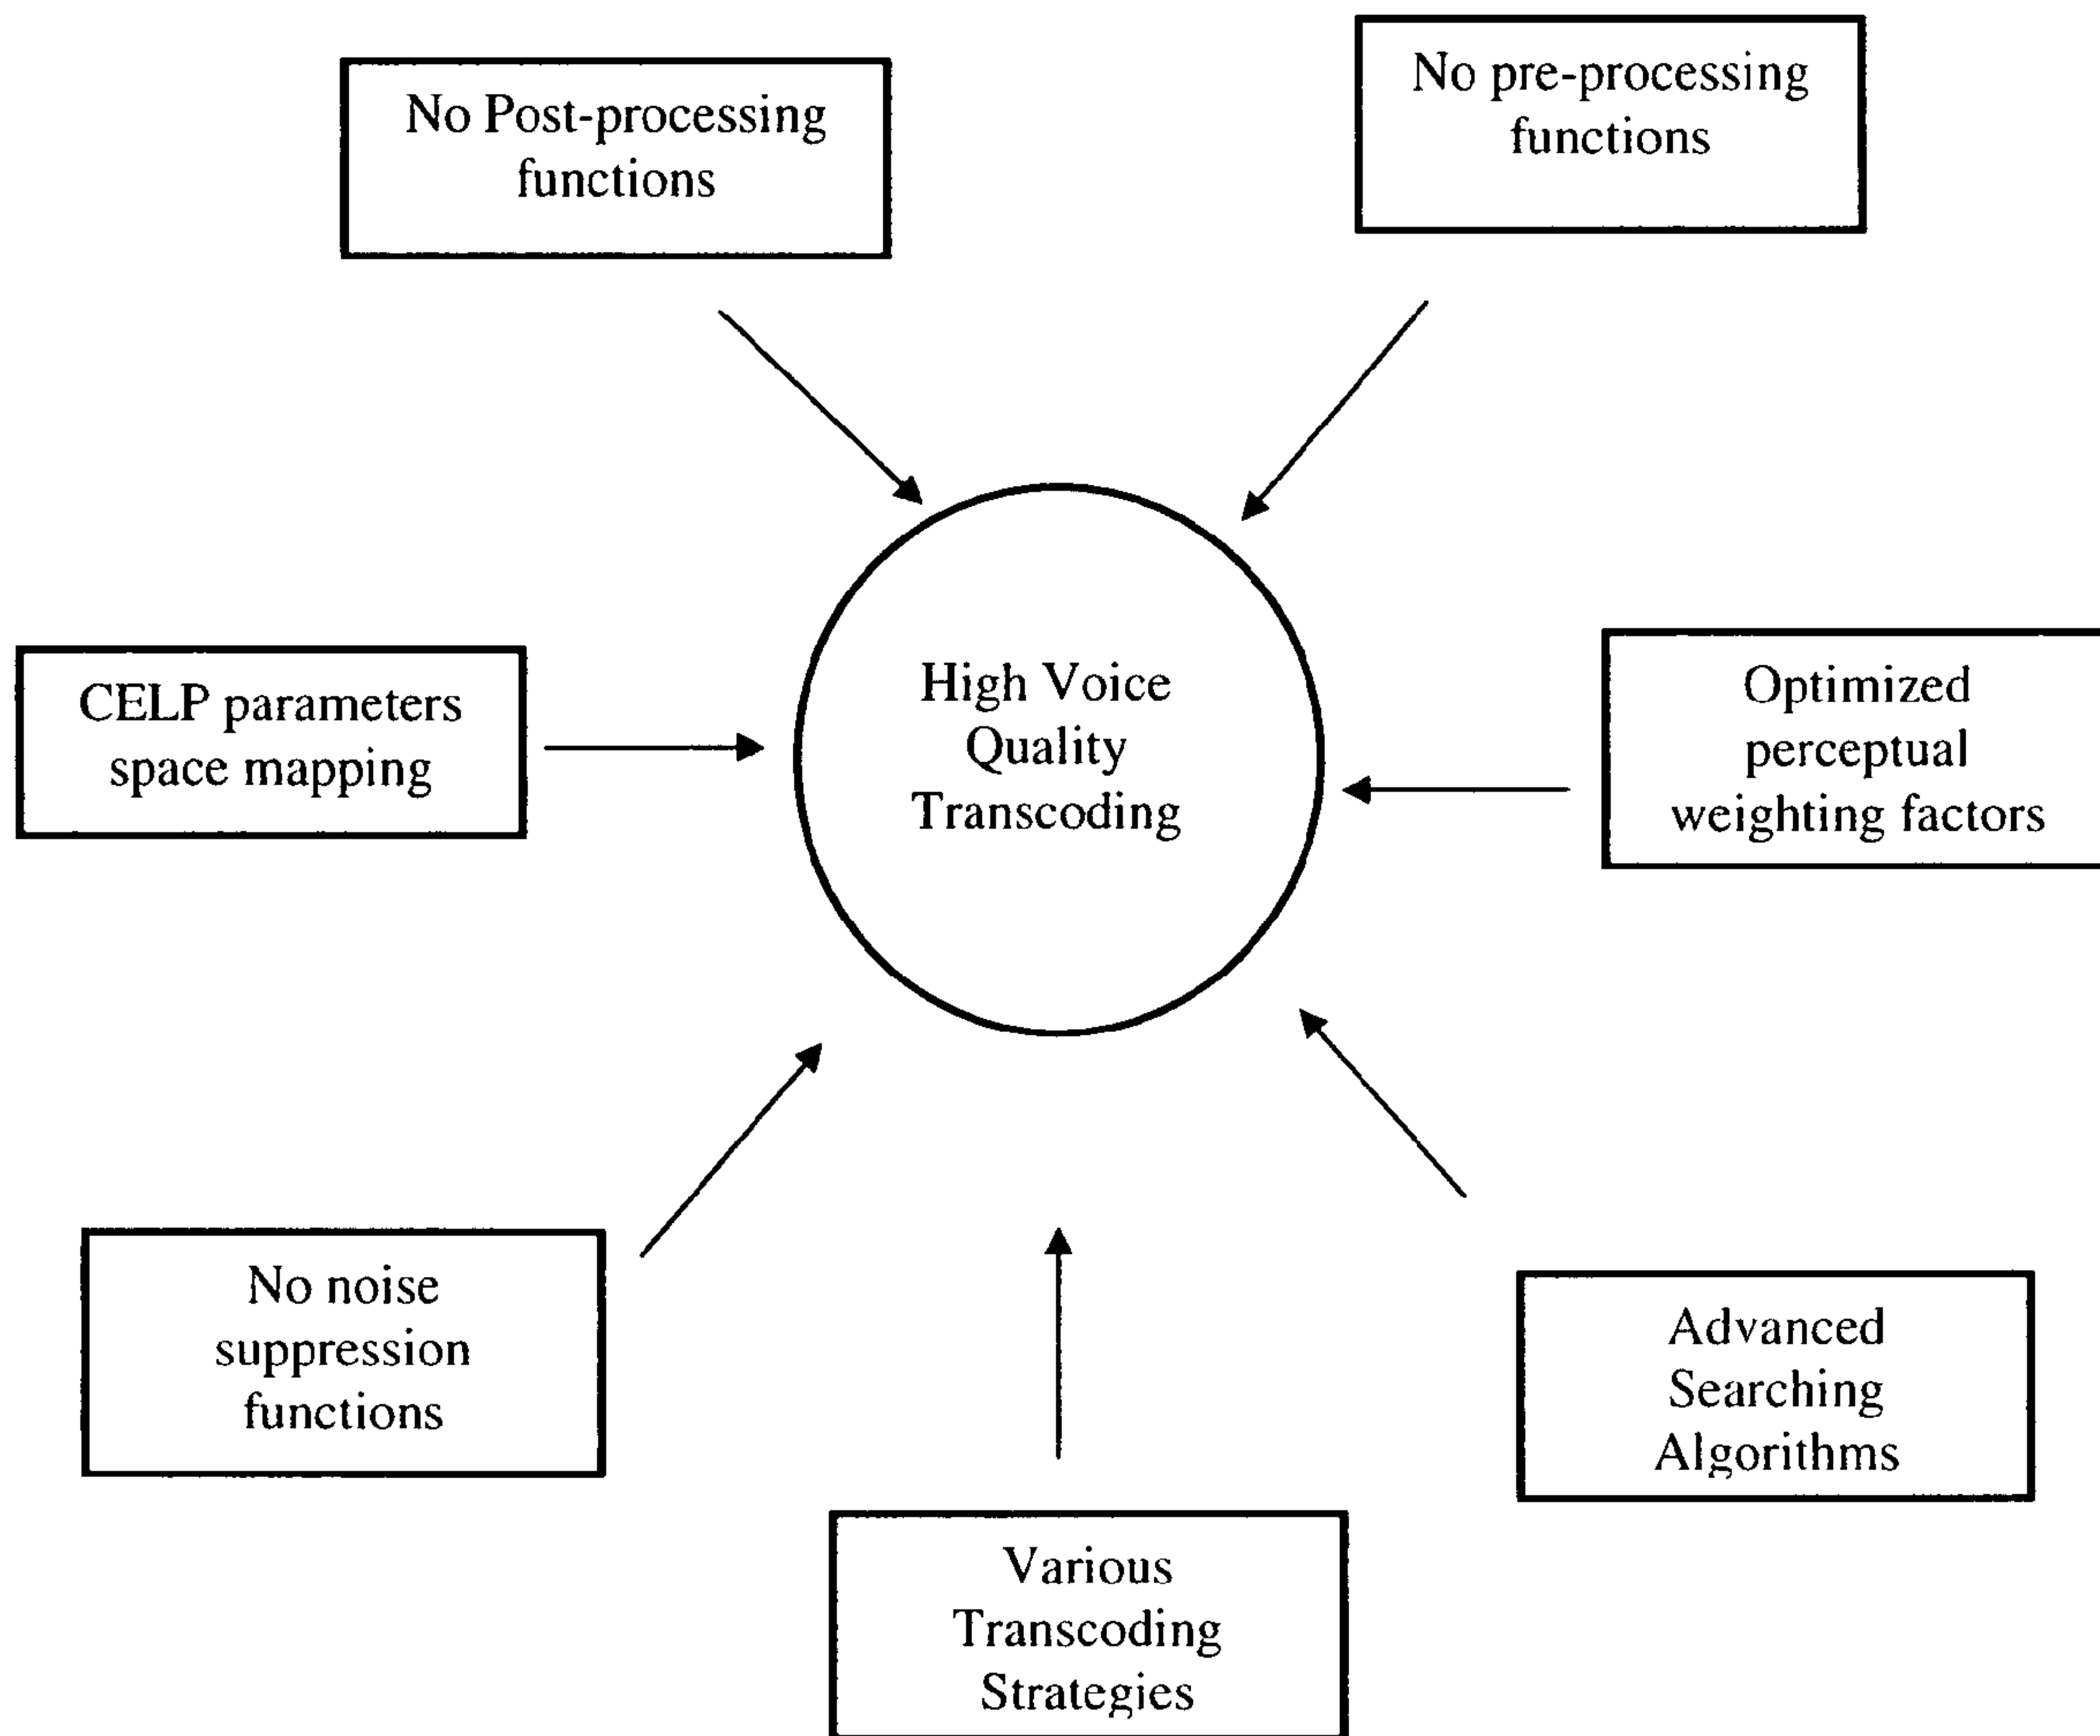 No Post-processing
functions
No pre-processing
functions
CELP parameters
space mapping
High Voice
Quality
Transcoding
Optimized
perceptual
weighting factors
No noise
suppression
functions
Advanced
Searching
Algorithms
Various
Transcoding
Strategies